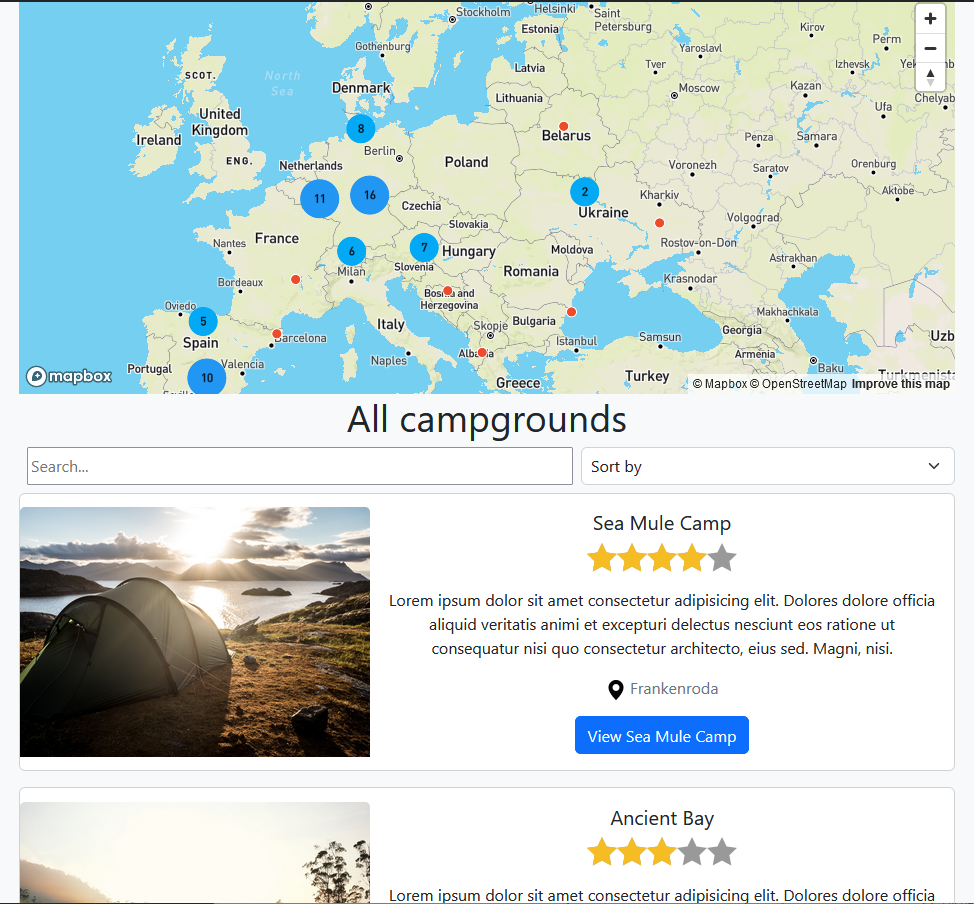 Stockholm
Helsinki
Saint
Petersburg
Estonia
Kirov
Perm
Gothenburg
Yaroslavl
SCOT.
North
Sea
Latvia
Tver
Izhevsk
Denmark
Lithuania
Moscow
Kazan
Ufa
United
Kingdom
Ireland
8
Belarus
Penza
Samara
Berlin
ENG.
Netherlands
Poland
Voronezh
Saratov
Orenburg
11
16
2
Kharkiv
Aktobe
Czechia
Ukraine
Volgograd
Slovakia
Nantes
France
6
7
Hungary
Moldova
Rostov-on-Don
Astrakhan
Milan
Slovenia
Romania
Bordeaux
Krasnodar
Bosnia and
Herzegovina
Oviedo
5
Spain
Italy
Skopje
Bulgaria
Makhachkala
Georgia
Barcelona
Istanbul
Samsun
Naples
Albania
Armenia
Portugal
Valencia
10
Turkey
Baku
Greece
mapbox
© Mapbox © OpenStreetMap Improve this map
All campgrounds
Search...
Sort by
Sea Mule Camp
Lorem ipsum dolor sit amet consectetur adipisicing elit. Dolores dolore officia
aliquid veritatis animi et excepturi delectus nesciunt eos ratione ut
consequatur nisi quo consectetur architecto, eius sed. Magni, nisi.
Frankenroda
View Sea Mule Camp
Ancient Bay
Lorem ipsum dolor sit amet consectetur adipisicing elit. Dolores dolore officia